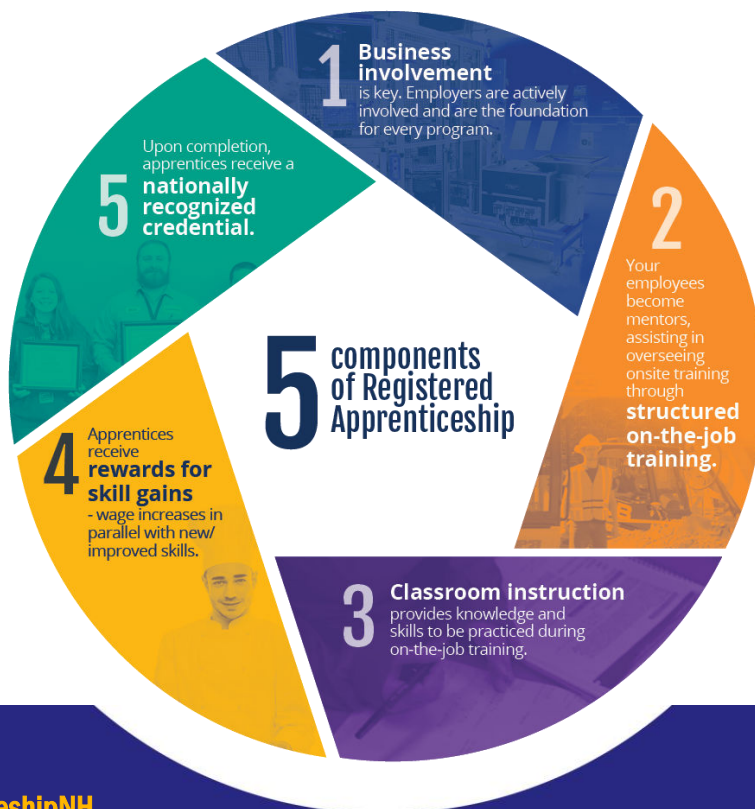 5 components
of Registered
Apprenticeship
1 Business
involvement
is key. Employers are actively
involved and are the foundation
for every program.
2
Your
employees
become
mentors,
assisting in
overseeing
onsite training
through
structured
on-the-job
training.
3 Classroom instruction
provides knowledge and
skills to be practiced during
on-the-job training.
4 Apprentices
receive
rewards for
skill gains
- wage increases in
parallel with new/
improved skills.
5 Upon completion,
apprentices receive a
nationally
recognized
credential.
eshipNH